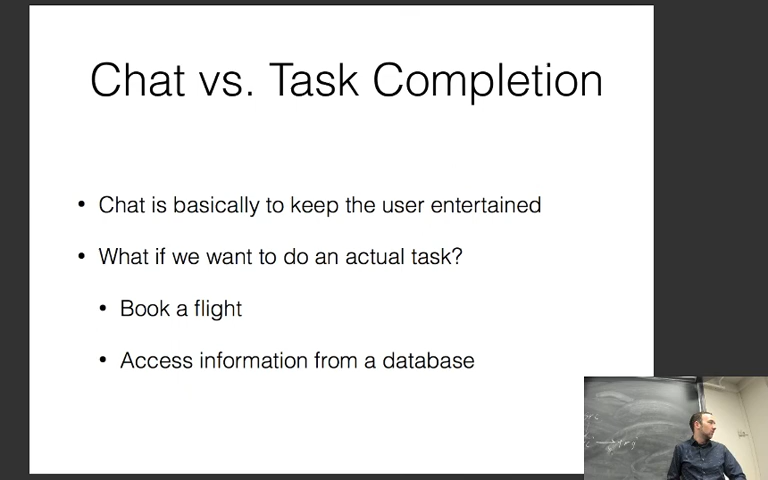 Chat vs. Task Completion
• Chat is basically to keep the user entertained
• What if we want to do an actual task?
• Book a flight
• Access information from a database